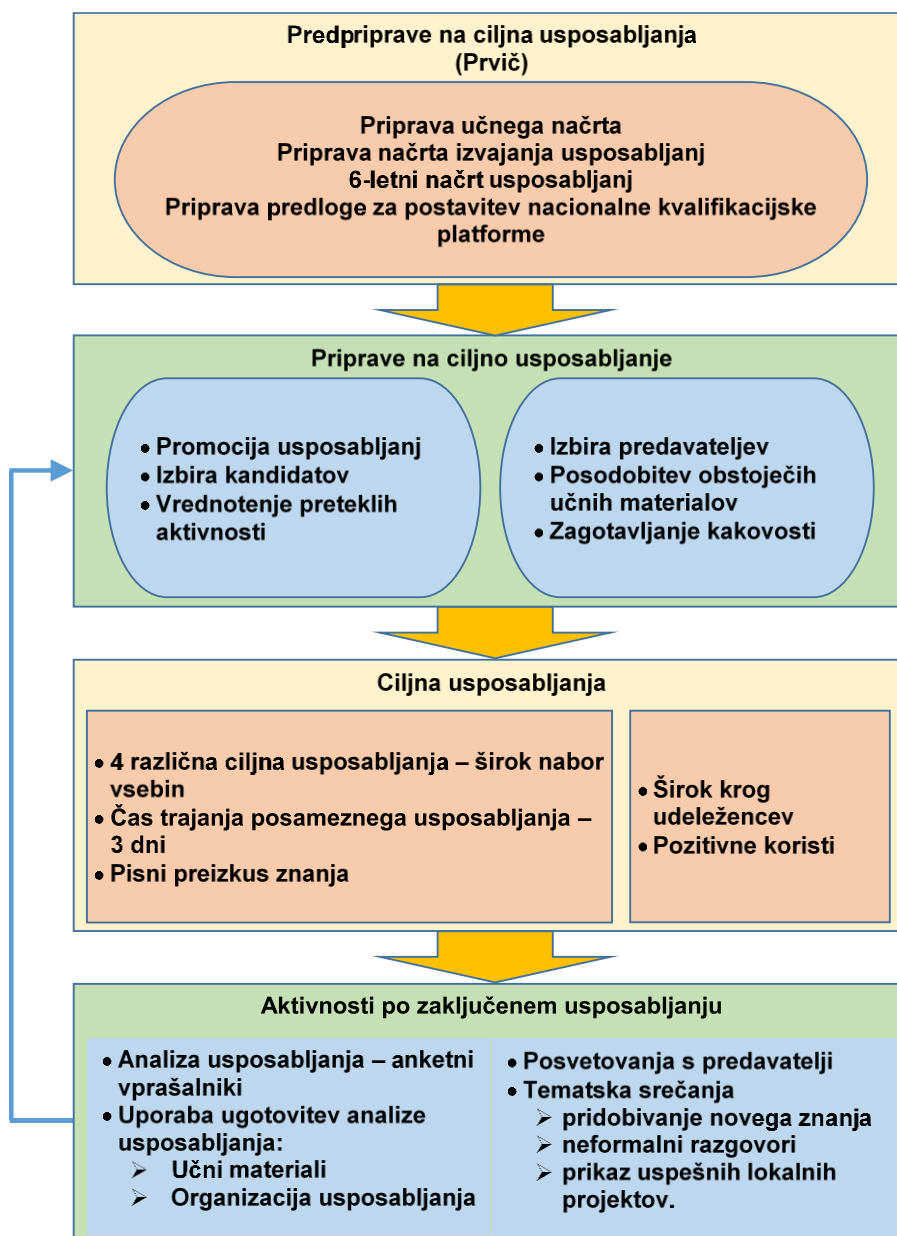 Predpriprave na ciljna usposabljanja
(Prvič)
Priprava učnega načrta
Priprava načrta izvajanja usposabljanj
6-letni načrt usposabljanj
Priprava predloge za postavitev nacionalne kvalifikacijske
platforme
Priprave na ciljno usposabljanje
• Promocija usposabljanj
• Izbira kandidatov
• Vrednotenje preteklih
aktivnosti
• Izbira predavateljev
• Posodobitev obstoječih
učnih materialov
• Zagotavljanje kakovosti
Ciljna usposabljanja
• 4 različna ciljna usposabljanja – širok nabor
vsebin
• Čas trajanja posameznega usposabljanja –
3 dni
• Pisni preizkus znanja
• Širok krog
udeležencev
• Pozitivne koristi
Aktivnosti po zaključenem usposabljanju
• Analiza usposabljanja – anketni
vprašalniki
• Uporaba ugotovitev analize
usposabljanja:
➢ Učni materiali
➢ Organizacija usposabljanja
• Posvetovanja s predavatelji
• Tematska srečanja
➢ pridobivanje novega znanja
➢ neformalni razgovori
➢ prikaz uspešnih lokalnih
projektov.